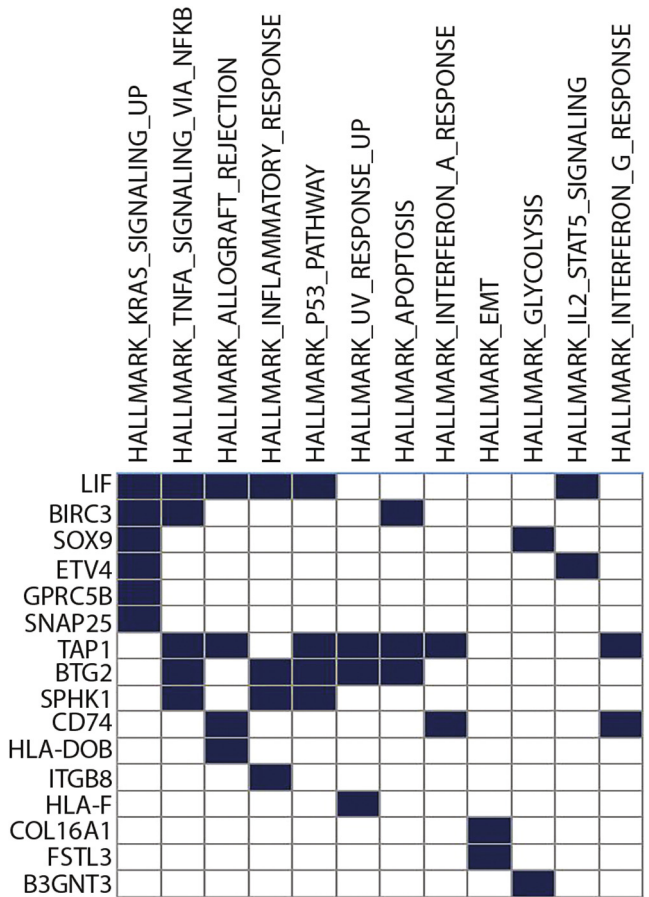 HALLMARK_KRAS_SIGNALING_UP
HALLMARK_TNFA_SIGNALING_VIA_NFKB
HALLMARK_ALLOGRAFT_REJECTION
HALLMARK_INFLAMMATORY_RESPONSE
HALLMARK_P53_PATHWAY
HALLMARK_UV_RESPONSE_UP
HALLMARK_APOPTOSIS
HALLMARK_INTERFERON_A_RESPONSE
HALLMARK_EMT
HALLMARK_GLYCOLYSIS
HALLMARK_IL2_STAT5_SIGNALING
HALLMARK_INTERFERON_G_RESPONSE
LIF
BIRC3
SOX9
ETV4
GPRC5B
SNAP25
TAP1
BTG2
SPHK1
CD74
HLA-DOB
ITGB8
HLA-F
COL16A1
FSTL3
B3GNT3